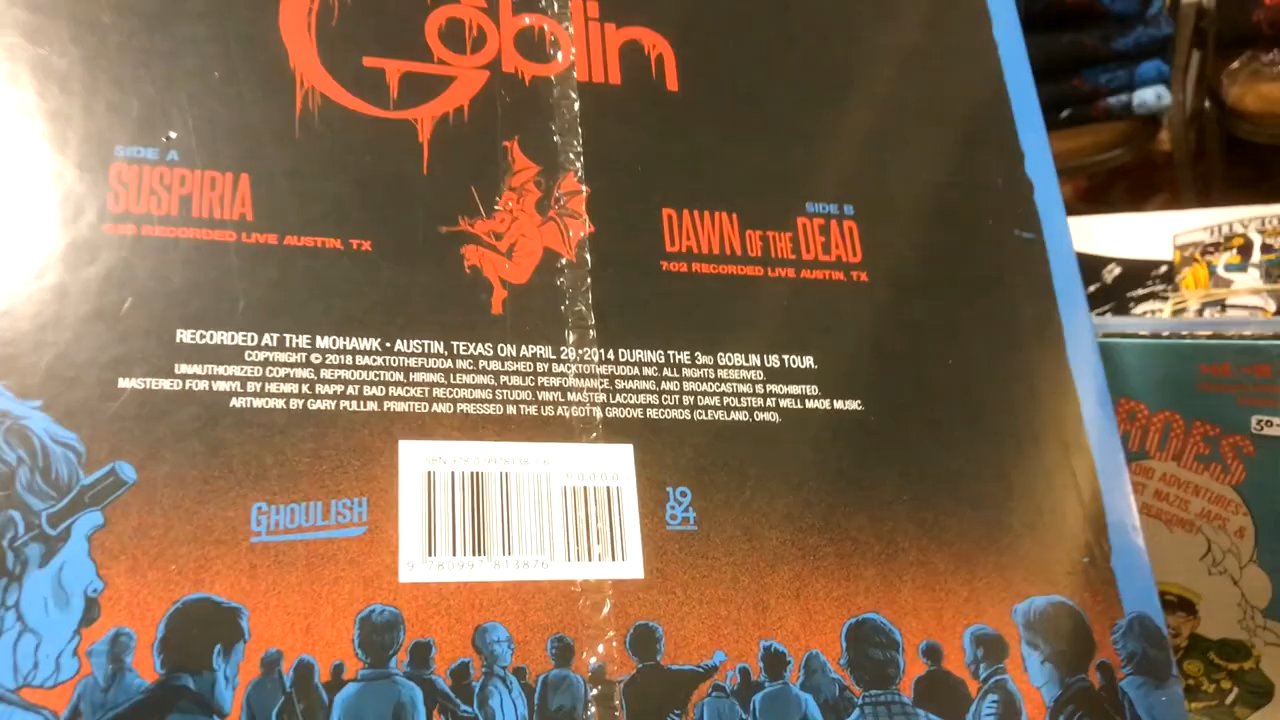 Goblin
SIDE A
SUSPIRIA
RECORDED LIVE AUSTIN, TX
SIDE B
DAWN OF THE DEAD
7:02 RECORDED LIVE AUSTIN, TX
RECORDED AT THE MOHAWK • AUSTIN, TEXAS ON APRIL 29, 2014 DURING THE 3RD GOBLIN US TOUR.
COPYRIGHT © 2018 BACKTOTHEFUDDA INC. PUBLISHED BY BACKTOTHEFUDDA INC. ALL RIGHTS RESERVED.
UNAUTHORIZED COPYING, REPRODUCTION, HIRING, LENDING, PUBLIC PERFORMANCE, SHARING, AND BROADCASTING IS PROHIBITED.
MASTERED FOR VINYL BY HENRI K. RAPP AT BAD RACKET RECORDING STUDIO. VINYL MASTER LACQUERS CUT BY DAVE POLSTER AT WELL MADE MUSIC.
ARTWORK BY GARY PULLIN. PRINTED AND PRESSED IN THE US AT GOTTA GROOVE RECORDS (CLEVELAND, OHIO).
90000
9 780997 813876
GHOULISH
1984
30-
ADVENTURES
NAZIS, JAPS, &